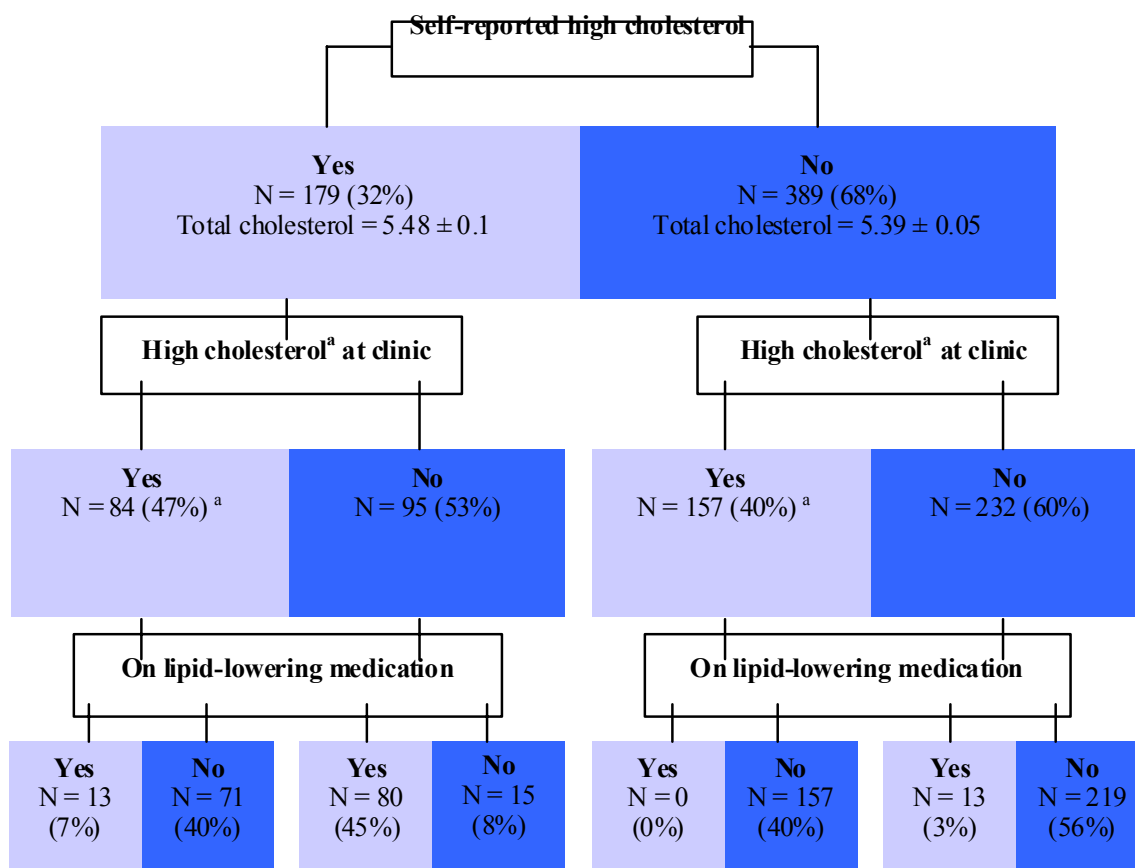 Self-reported high cholesterol
Yes
N = 179 (32%)
Total cholesterol = 5.48 ± 0.1
No
N = 389 (68%)
Total cholesterol = 5.39 ± 0.05
High cholesterolᵃ at clinic
High cholesterolᵃ at clinic
Yes
N = 84 (47%) ᵃ
No
N = 95 (53%)
Yes
N = 157 (40%) ᵃ
No
N = 232 (60%)
On lipid-lowering medication
On lipid-lowering medication
Yes
N = 13
(7%)
No
N = 71
(40%)
Yes
N = 80
(45%)
No
N = 15
(8%)
Yes
N = 0
(0%)
No
N = 157
(40%)
Yes
N = 13
(3%)
No
N = 219
(56%)